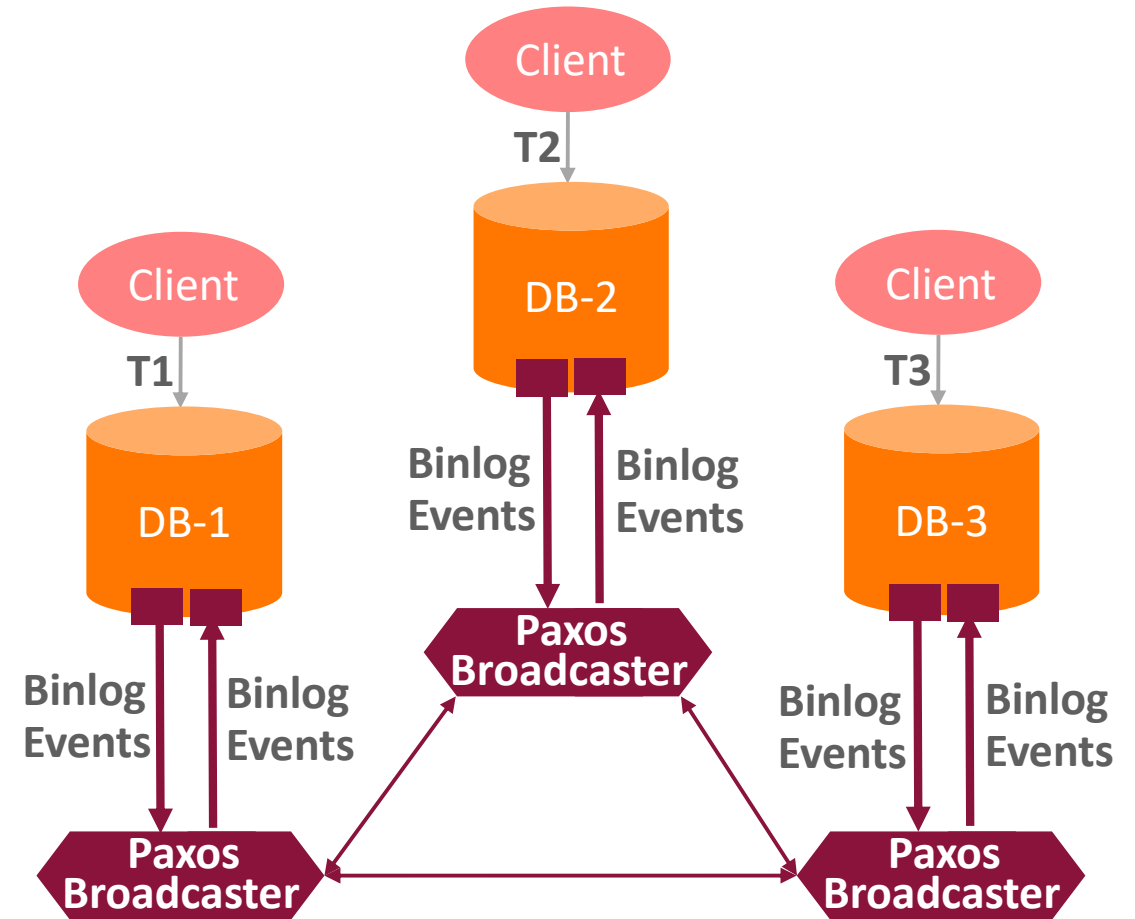 Client
T2
DB-2
Client
T1
DB-1
Client
T3
DB-3
Binlog
Events
Binlog
Events
Paxos
Broadcaster
Binlog
Events
Binlog
Events
Paxos
Broadcaster
Binlog
Events
Binlog
Events
Paxos
Broadcaster